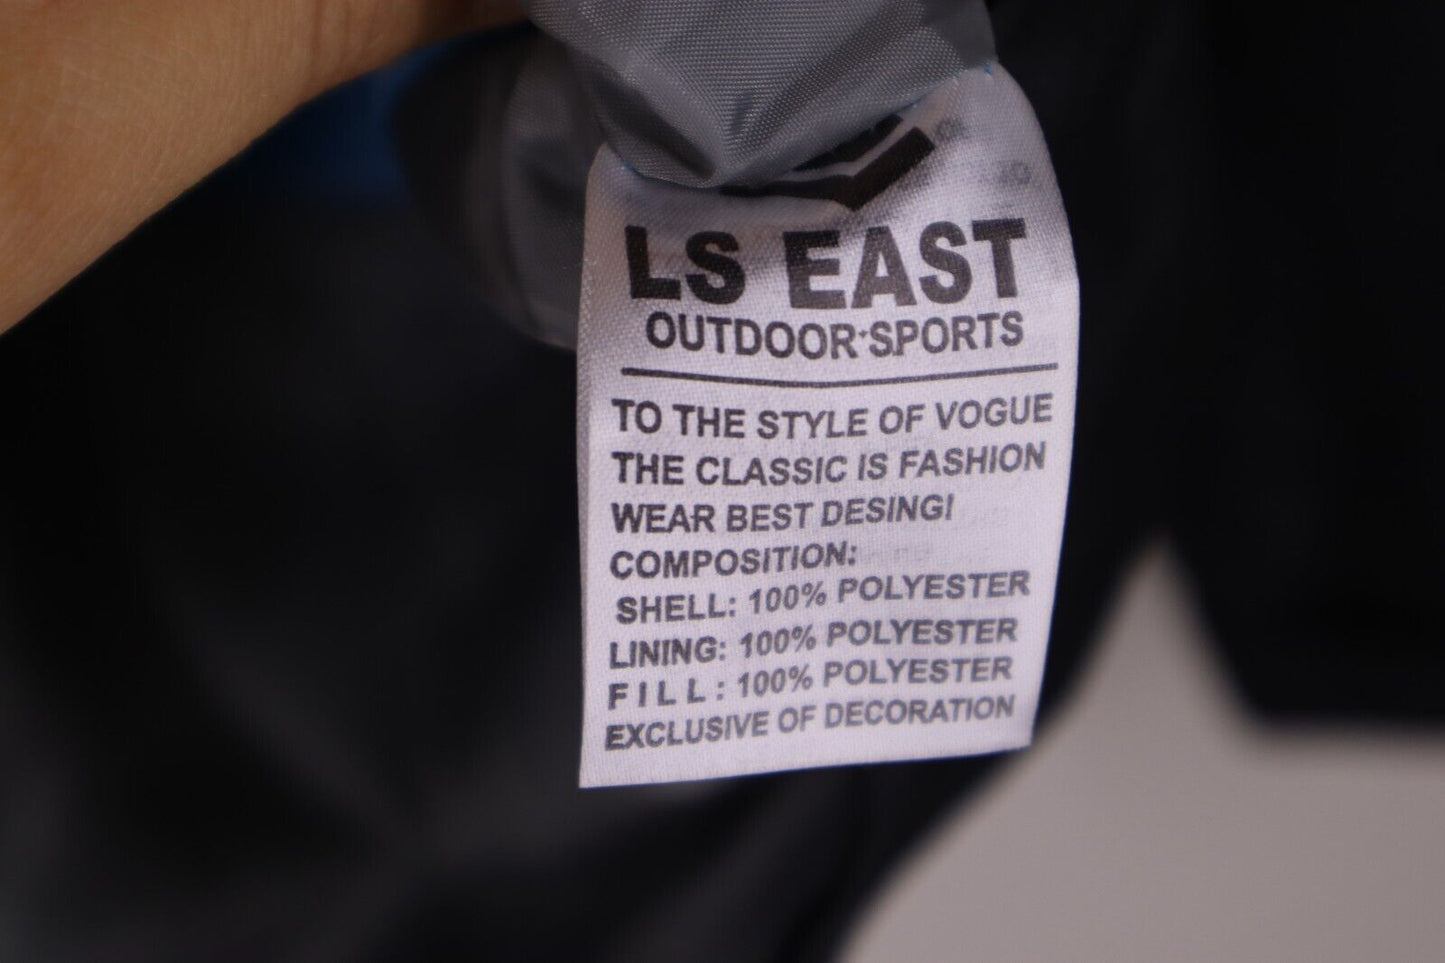 LS EAST
OUTDOOR+SPORTS
TO THE STYLE OF VOGUE
THE CLASSIC IS FASHION
WEAR BEST DESING!
COMPOSITION:
SHELL: 100% POLYESTER
LINING: 100% POLYESTER
FILL: 100% POLYESTER
EXCLUSIVE OF DECORATION